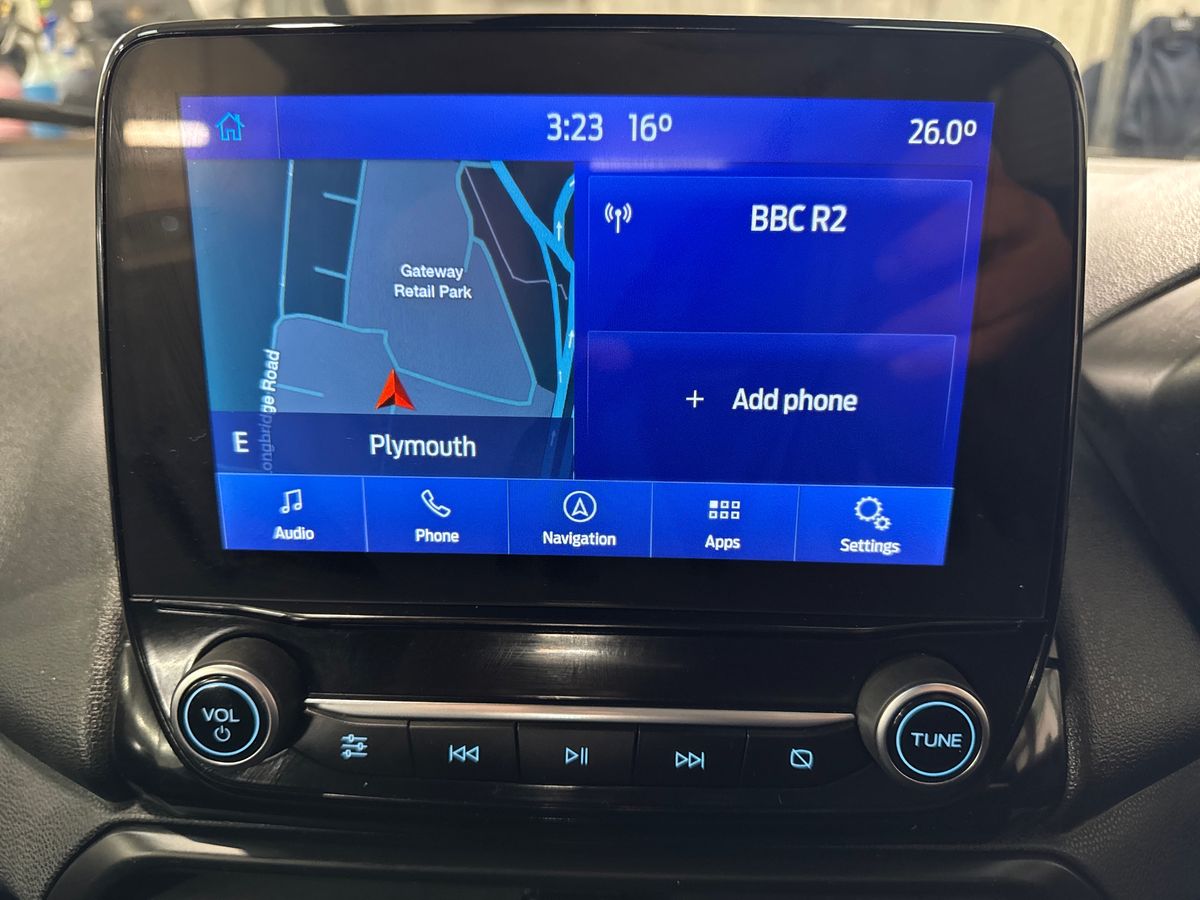 3:23 16º 26.0º
Gateway
Retail Park
BBC R2
ongbridge Road
+ Add phone
E Plymouth
Audio Phone Navigation Apps Settings
VOL
TUNE